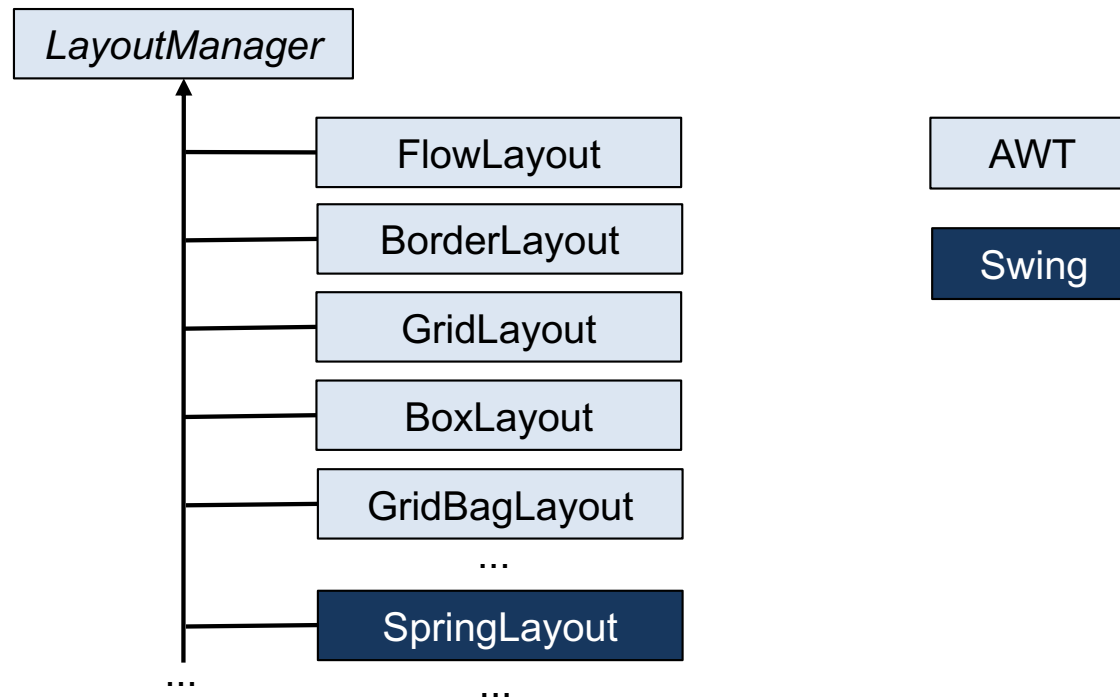 LayoutManager
FlowLayout
AWT
BorderLayout
Swing
GridLayout
BoxLayout
GridBagLayout
...
SpringLayout
...
...